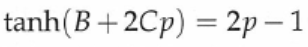 tanh(B + 2Cp) = 2p − 1